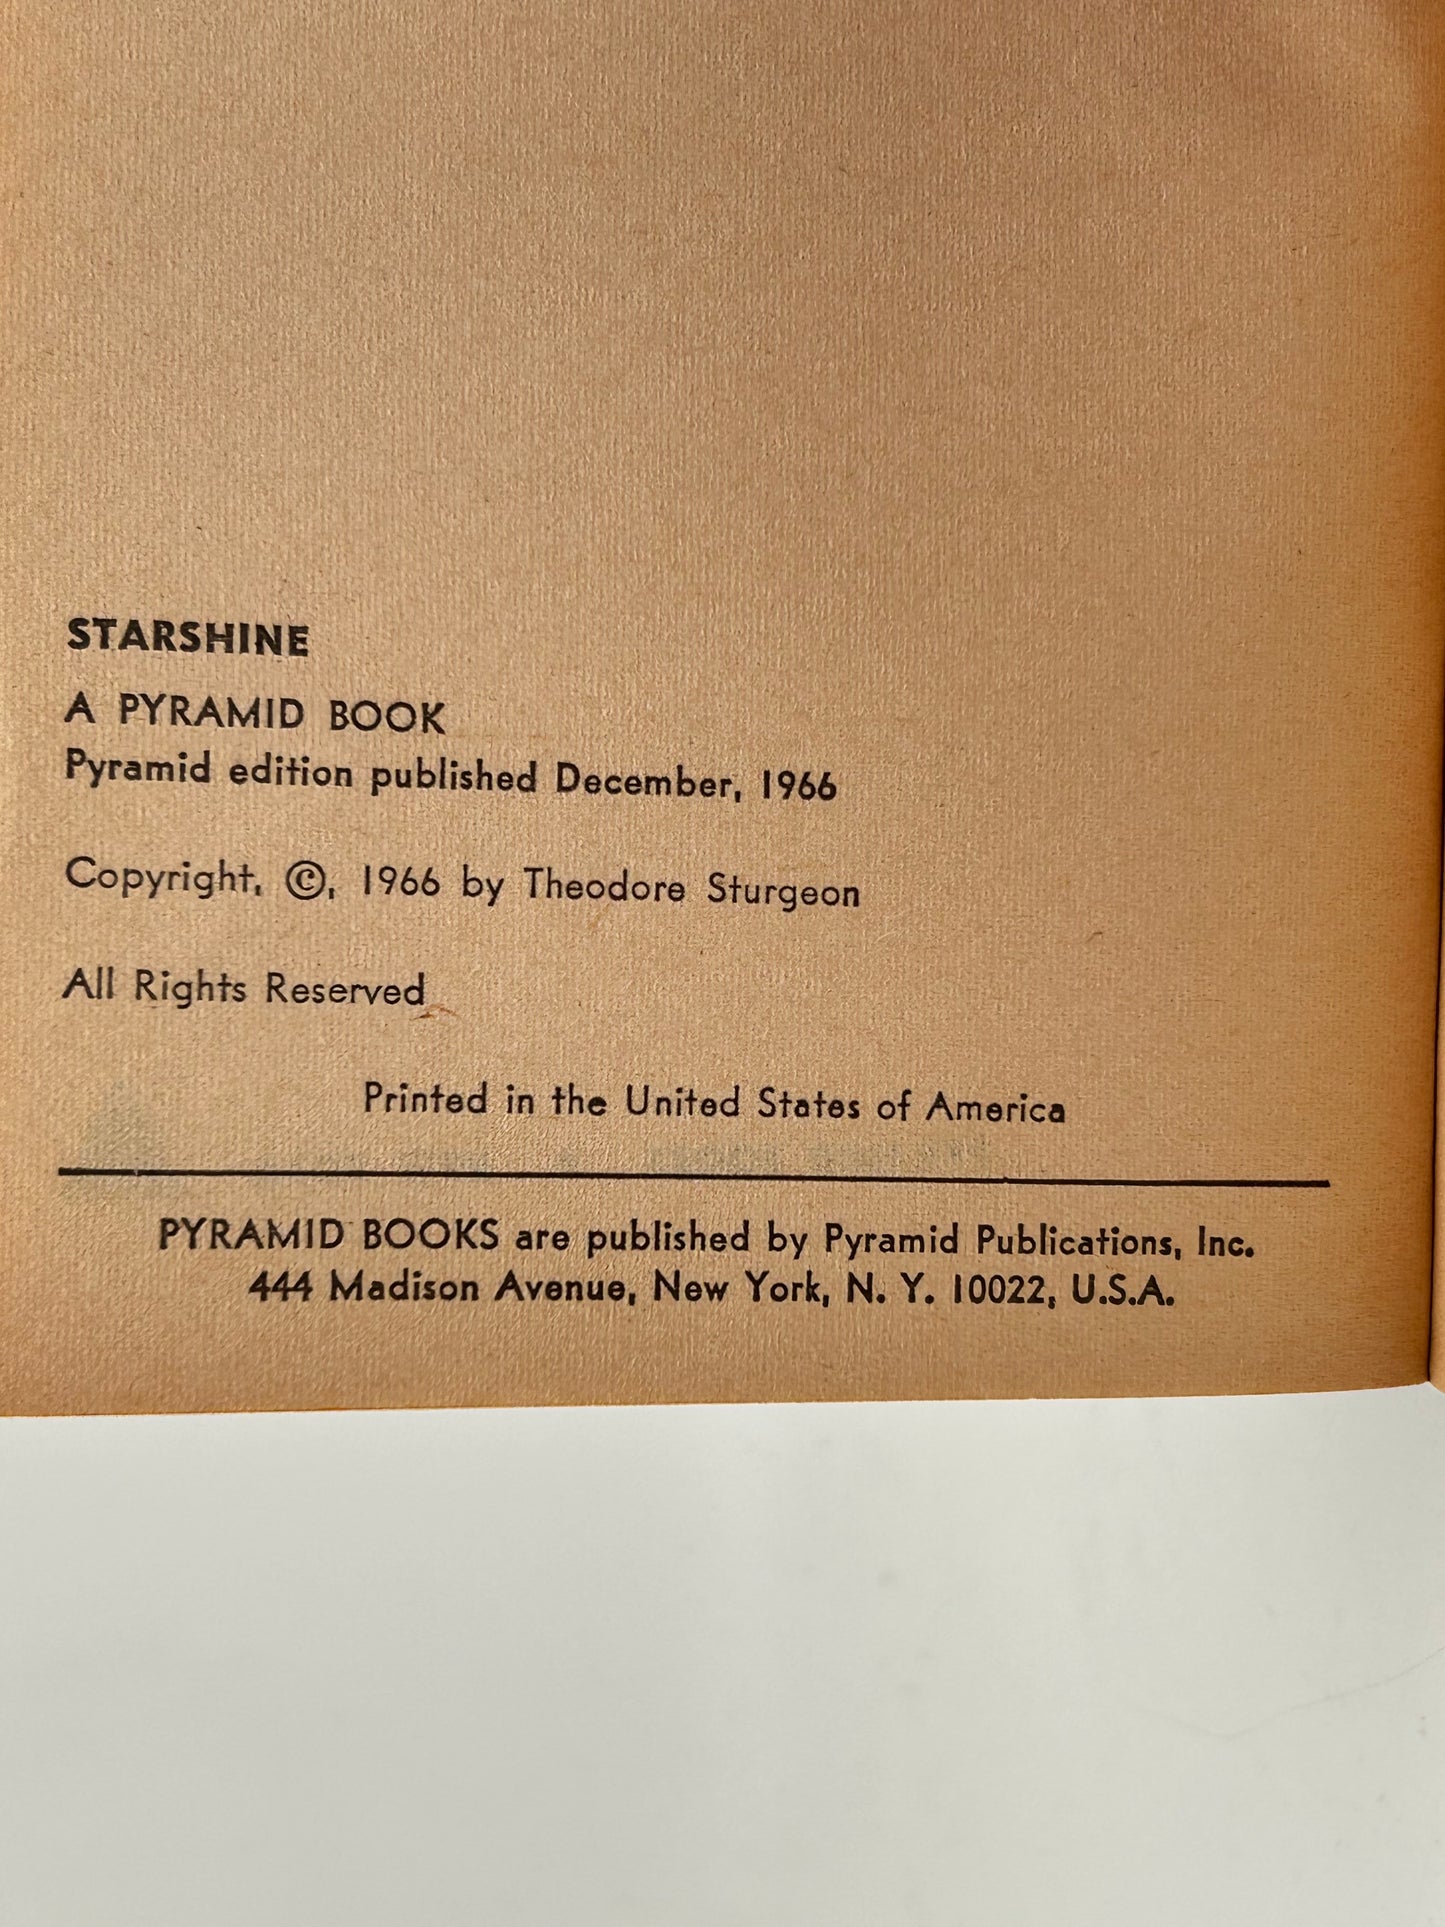 STARSHINE
A PYRAMID BOOK
Pyramid edition published December, 1966
Copyright, ©, 1966 by Theodore Sturgeon
All Rights Reserved
Printed in the United States of America
PYRAMID BOOKS are published by Pyramid Publications, Inc.
444 Madison Avenue, New York, N. Y. 10022, U.S.A.